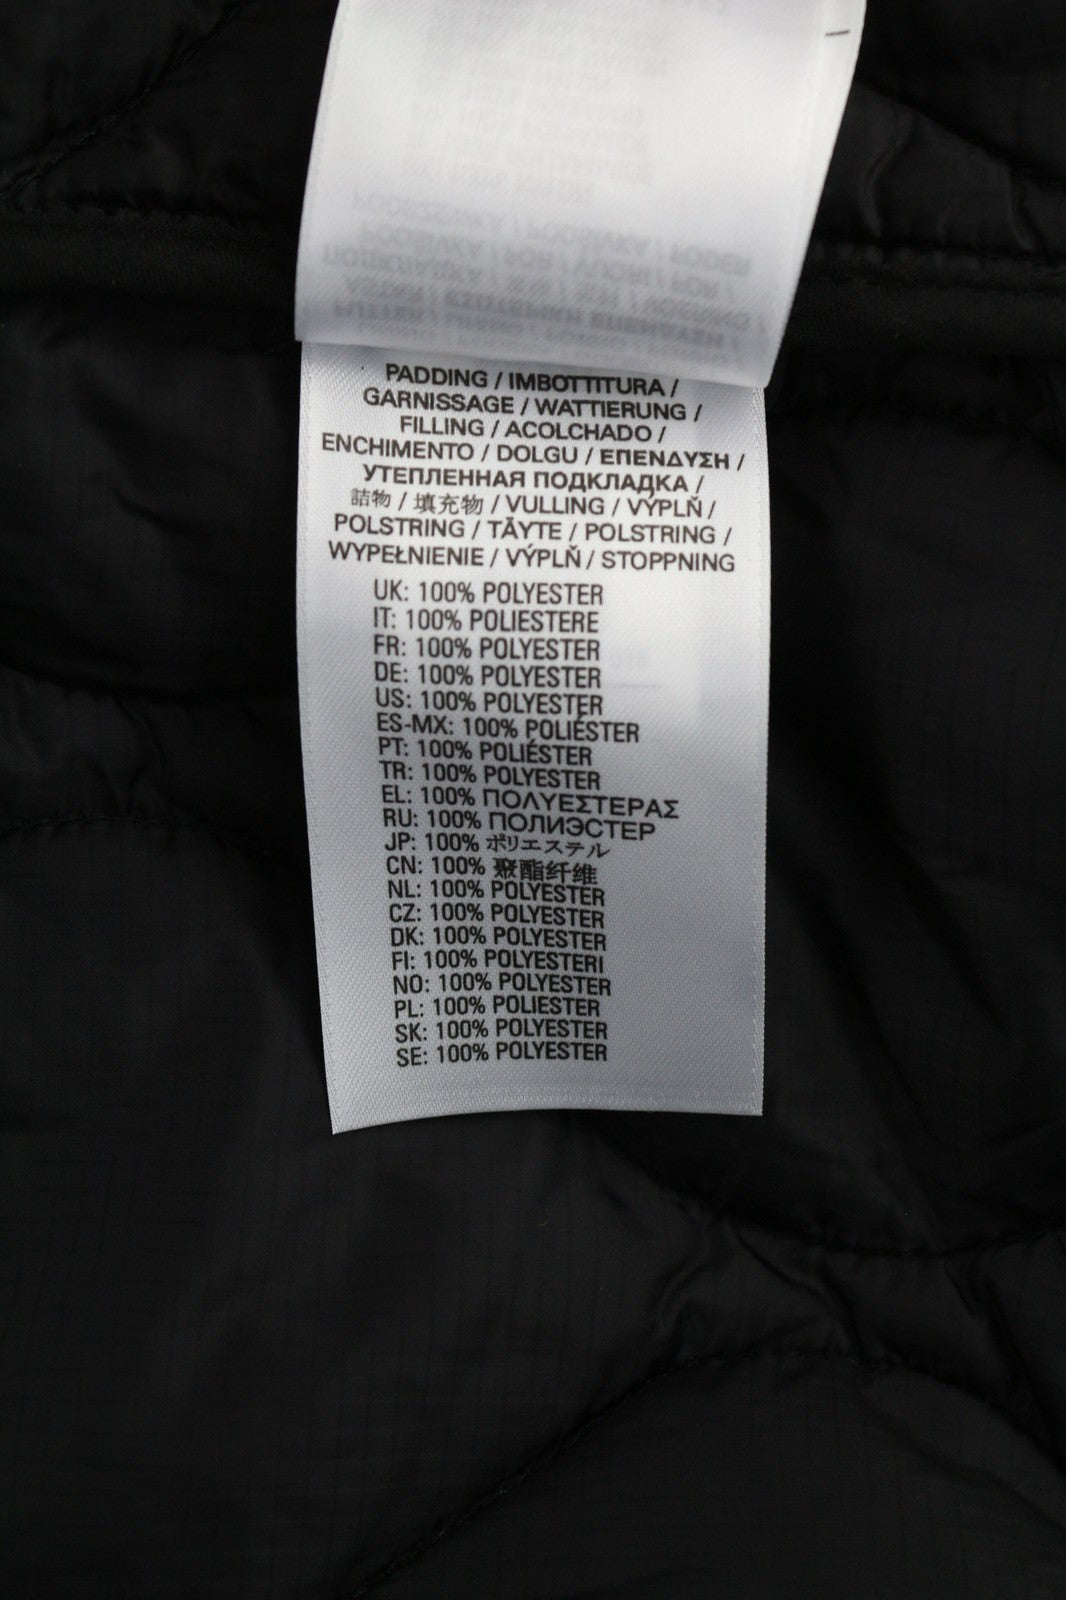 PADDING / IMBOTTITURA /
GARNISSAGE / WATTIERUNG /
FILLING / ACOLCHADO /
ENCHIMENTO / DOLGU / ΕΠΕΝΔΥΣΗ /
УТЕПЛЕННАЯ ПОДКЛАДКА /
詰物 / 填充物 / VULLING / VÝPLŇ /
POLSTRING / TÄYTE / POLSTRING /
WYPEŁNIENIE / VÝPLŇ / STOPPNING
UK: 100% POLYESTER
IT: 100% POLIESTERE
FR: 100% POLYESTER
DE: 100% POLYESTER
US: 100% POLYESTER
ES-MX: 100% POLIÉSTER
PT: 100% POLIÉSTER
TR: 100% POLYESTER
EL: 100% ΠΟΛΥΕΣΤΕΡΑΣ
RU: 100% ПОЛИЭСТЕР
JP: 100% ポリエステル
CN: 100% 聚酯纤维
NL: 100% POLYESTER
CZ: 100% POLYESTER
DK: 100% POLYESTER
FI: 100% POLYESTERI
NO: 100% POLYESTER
PL: 100% POLIESTER
SK: 100% POLYESTER
SE: 100% POLYESTER